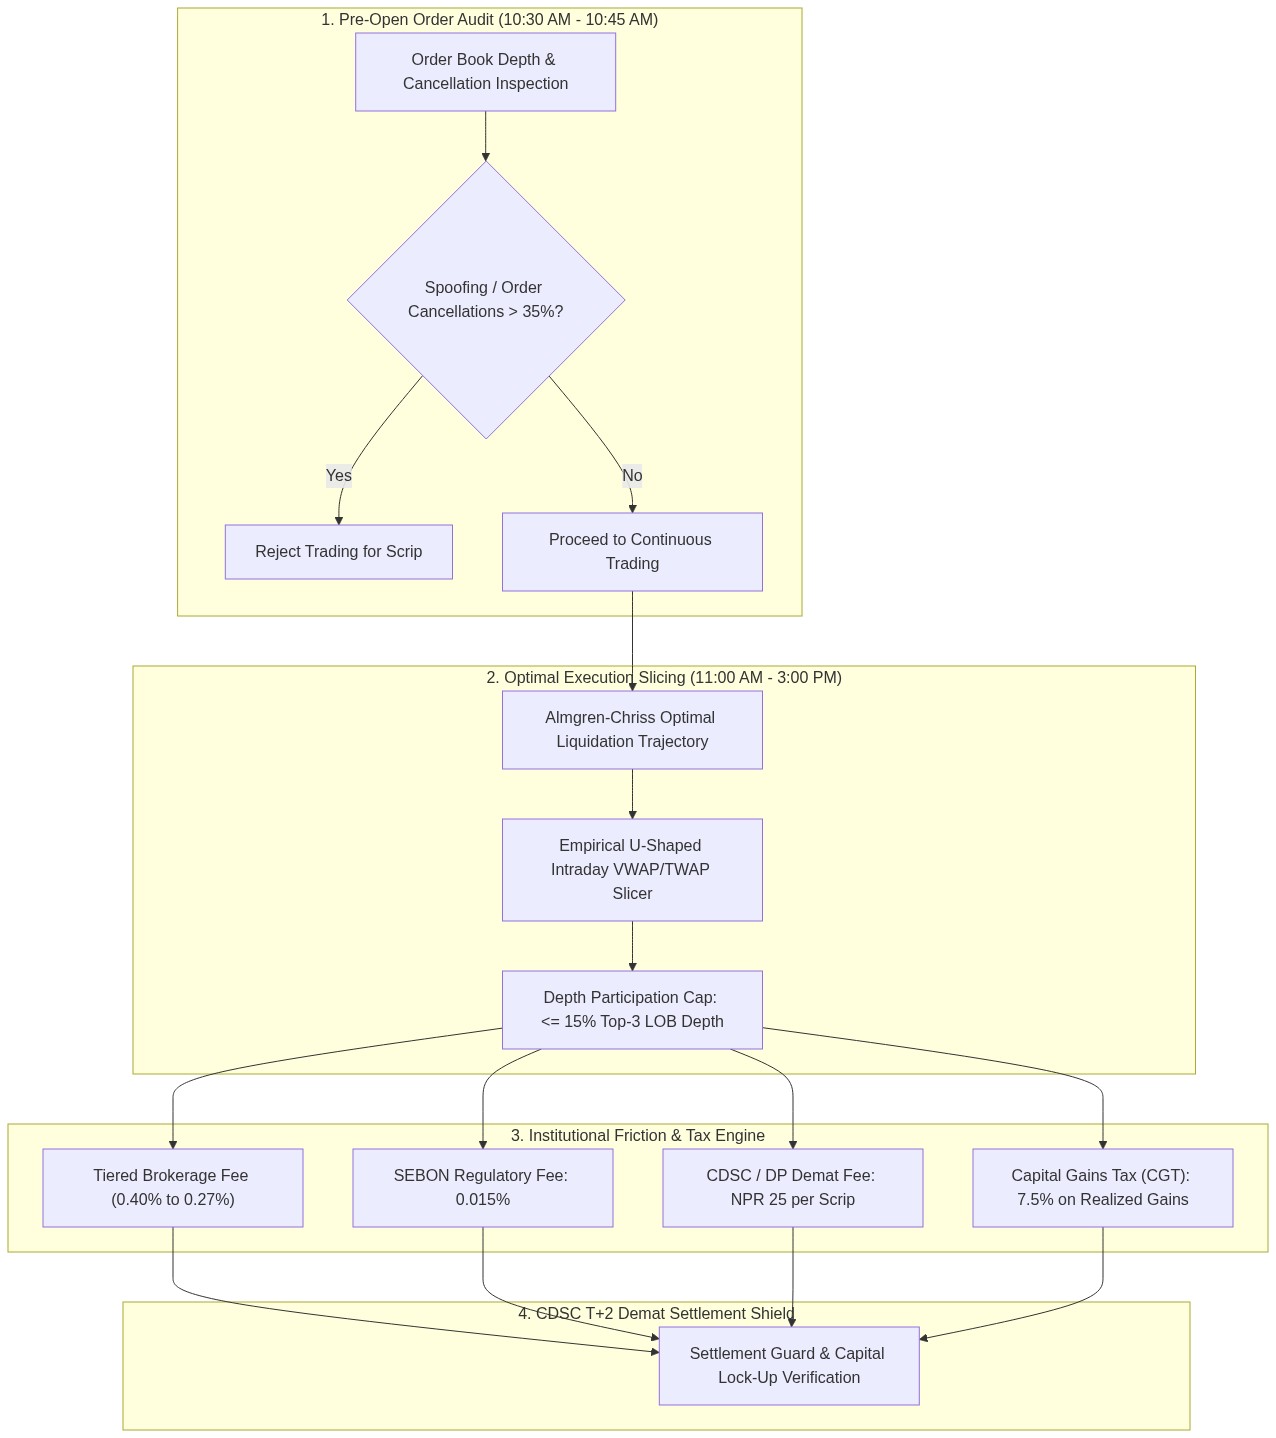 1. Pre-Open Order Audit (10:30 AM - 10:45 AM)
Order Book Depth &
Cancellation Inspection
Spoofing / Order
Cancellations > 35%?
Yes
No
Reject Trading for Scrip
Proceed to Continuous
Trading
2. Optimal Execution Slicing (11:00 AM - 3:00 PM)
Almgren-Chriss Optimal
Liquidation Trajectory
Empirical U-Shaped
Intraday VWAP/TWAP
Slicer
Depth Participation Cap:
<= 15% Top-3 LOB Depth
3. Institutional Friction & Tax Engine
Tiered Brokerage Fee
(0.40% to 0.27%)
SEBON Regulatory Fee:
0.015%
CDSC / DP Demat Fee:
NPR 25 per Scrip
Capital Gains Tax (CGT):
7.5% on Realized Gains
4. CDSC T+2 Demat Settlement Shield
Settlement Guard & Capital
Lock-Up Verification